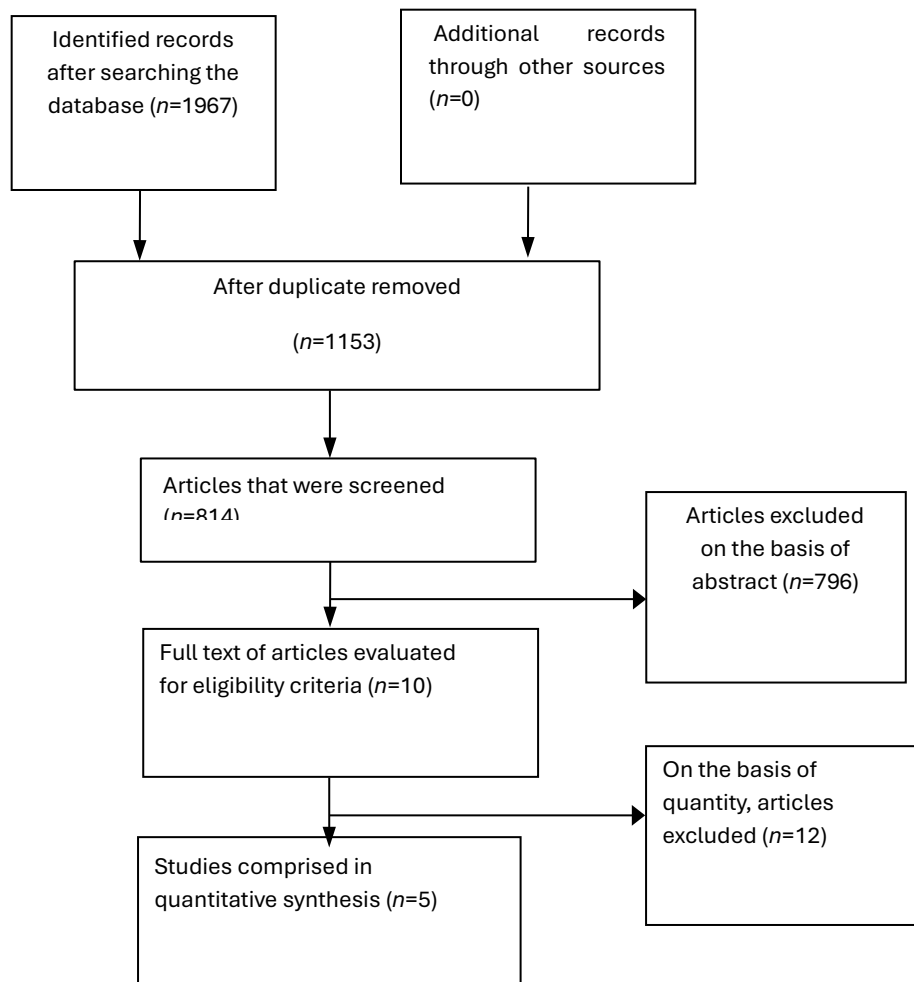 Identified records
after searching the
database (n=1967)
Additional records
through other sources
(n=0)
After duplicate removed
(n=1153)
Articles that were screened
(n=814)
Articles excluded
on the basis of
abstract (n=796)
Full text of articles evaluated
for eligibility criteria (n=10)
On the basis of
quantity, articles
excluded (n=12)
Studies comprised in
quantitative synthesis (n=5)